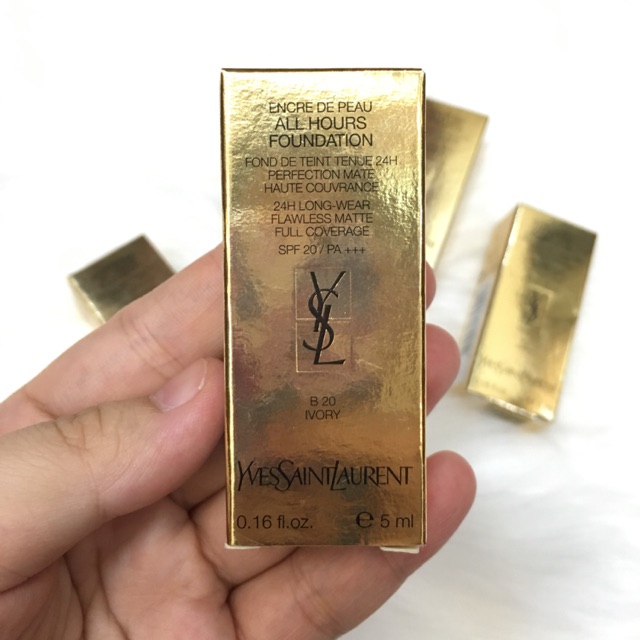 ENCRE DE PEAU
ALL HOURS
FOUNDATION
FOND DE TEINT TENUE 24H
PERFECTION MATE
HAUTE COUVRANCE
24H LONG-WEAR
FLAWLESS MATTE
FULL COVERAGE
SPF 20 / PA +++
YSL
B 20
IVORY
YVESSAINTLAURENT
0.16 fl.oz. ℮ 5 ml